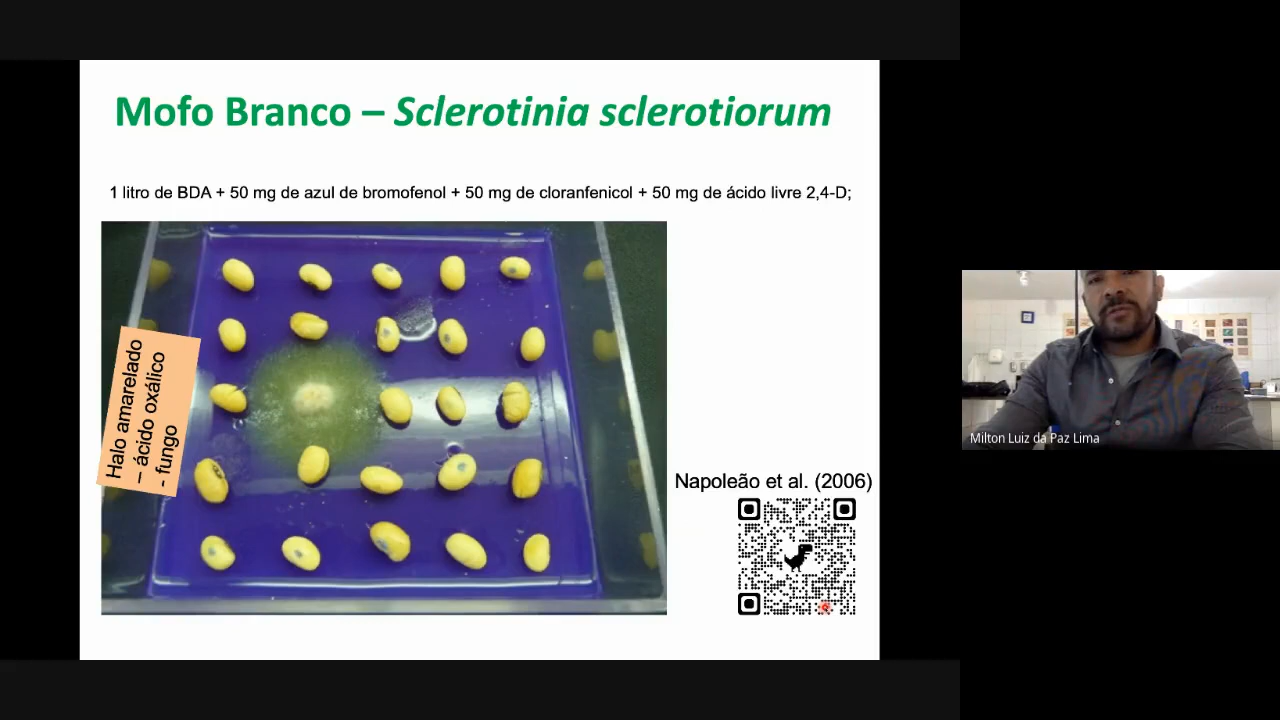 Mofo Branco – Sclerotinia sclerotiorum
1 litro de BDA + 50 mg de azul de bromofenol + 50 mg de cloranfenicol + 50 mg de ácido livre 2,4-D;
Halo amarelado
– ácido oxálico
- fungo
Napoleão et al. (2006)
Milton Luiz da Paz Lima